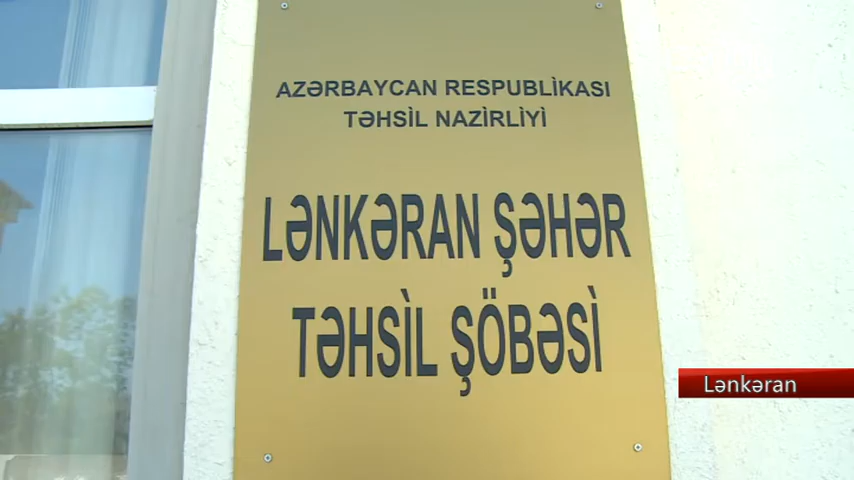 AZƏRBAYCAN RESPUBLİKASI
TƏHSİL NAZİRLİYİ
LƏNKƏRAN ŞƏHƏR
TƏHSİL ŞÖBƏSİ
Lənkəran